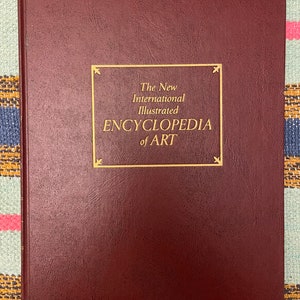 The New
International
Illustrated
ENCYCLOPEDIA
of ART